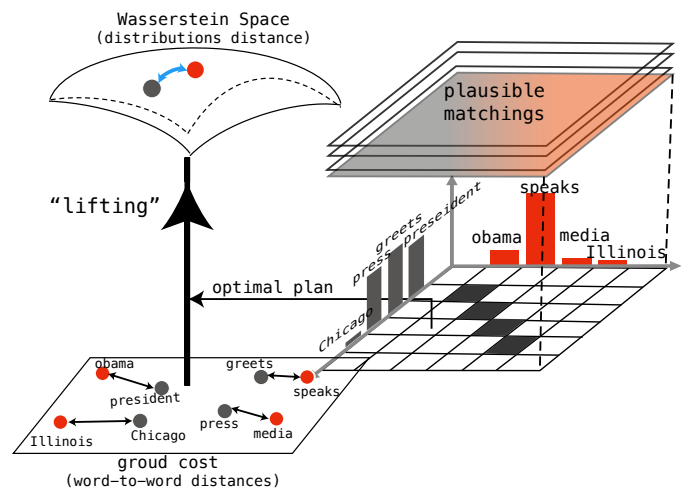 Wasserstein Space
(distributions distance)
plausible
matchings
“lifting”
speaks
obama
media
Illinois
preseident
greets
press
Chicago
optimal plan
obama
president
greets
speaks
Illinois
Chicago
press
media
groud cost
(word-to-word distances)